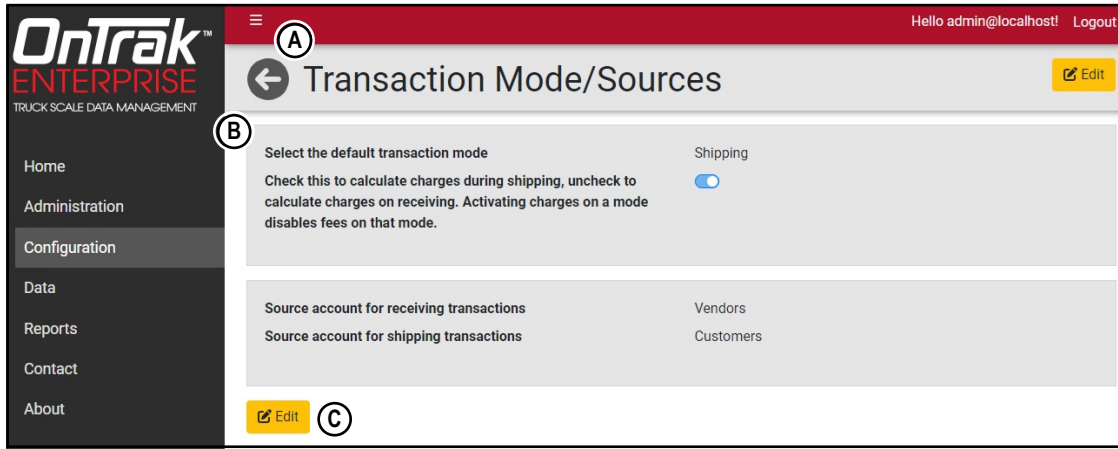 OnTrak™
ENTERPRISE
TRUCK SCALE DATA MANAGEMENT
Home
Administration
Configuration
Data
Reports
Contact
About
Hello admin@localhost! Logout
A
Transaction Mode/Sources
Edit
B
Select the default transaction mode Shipping
Check this to calculate charges during shipping, uncheck to
calculate charges on receiving. Activating charges on a mode
disables fees on that mode.
Source account for receiving transactions Vendors
Source account for shipping transactions Customers
Edit
C